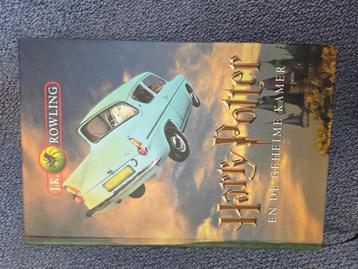 J.K. ROWLING
Harry Potter
EN DE GEHEIME KAMER